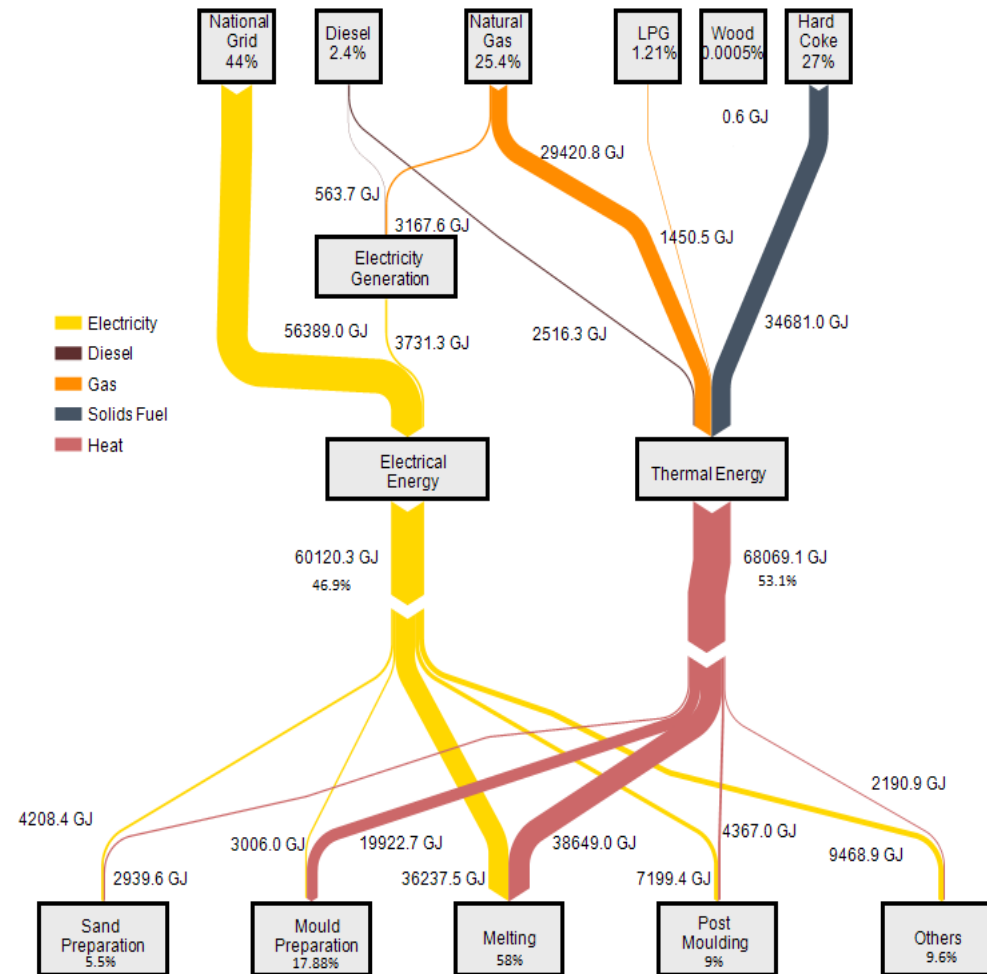 National
Grid
44%
Diesel
2.4%
Natural
Gas
25.4%
LPG
1.21%
Wood
0.0005%
Hard
Coke
27%
0.6 GJ
29420.8 GJ
563.7 GJ
3167.6 GJ
1450.5 GJ
Electricity
Generation
34681.0 GJ
56389.0 GJ
3731.3 GJ
2516.3 GJ
Electricity
Diesel
Gas
Solids Fuel
Heat
Electrical
Energy
Thermal Energy
60120.3 GJ
46.9%
68069.1 GJ
53.1%
4208.4 GJ
2939.6 GJ
3006.0 GJ
19922.7 GJ
36237.5 GJ
38649.0 GJ
7199.4 GJ
4367.0 GJ
2190.9 GJ
9468.9 GJ
Sand
Preparation
5.5%
Mould
Preparation
17.88%
Melting
58%
Post
Moulding
9%
Others
9.6%